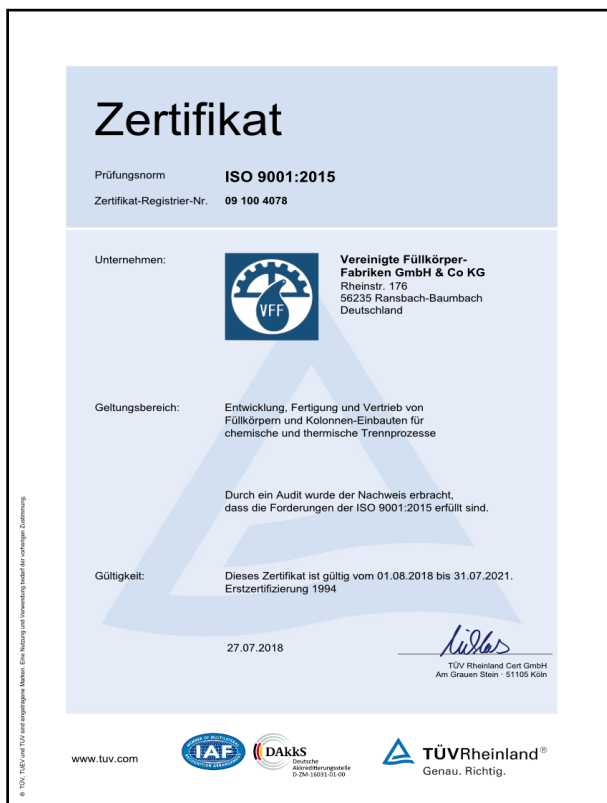 Zertifikat
Prüfungsnorm ISO 9001:2015
Zertifikat-Registrier-Nr. 09 100 4078
Unternehmen:
VFF
Vereinigte Füllkörper-
Fabriken GmbH & Co KG
Rheinstr. 176
56235 Ransbach-Baumbach
Deutschland
Geltungsbereich:
Entwicklung, Fertigung und Vertrieb von
Füllkörpern und Kolonnen-Einbauten für
chemische und thermische Trennprozesse
Durch ein Audit wurde der Nachweis erbracht,
dass die Forderungen der ISO 9001:2015 erfüllt sind.
Gültigkeit:
Dieses Zertifikat ist gültig vom 01.08.2018 bis 31.07.2021.
Erstzertifizierung 1994
27.07.2018
TÜV Rheinland Cert GmbH
Am Grauen Stein · 51105 Köln
® TÜV, TUEV und TUV sind eingetragene Marken. Eine Nutzung und Verwendung bedarf der vorherigen Zustimmung.
www.tuv.com
MEMBER OF MULTILATERAL
IAF
RECOGNITION ARRANGEMENT
DAkkS
Deutsche
Akkreditierungsstelle
D-ZM-16031-01-00
TÜVRheinland®
Genau. Richtig.